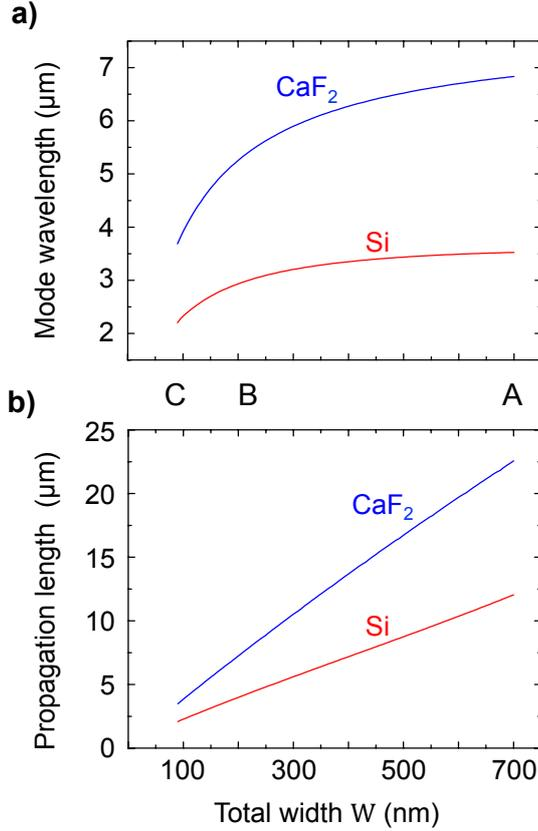 a)
Mode wavelength (µm)
7
6
5
4
3
2
CaF₂
Si
C B A
b)
Propagation length (µm)
25
20
15
10
5
0
CaF₂
Si
100 300 500 700
Total width W (nm)